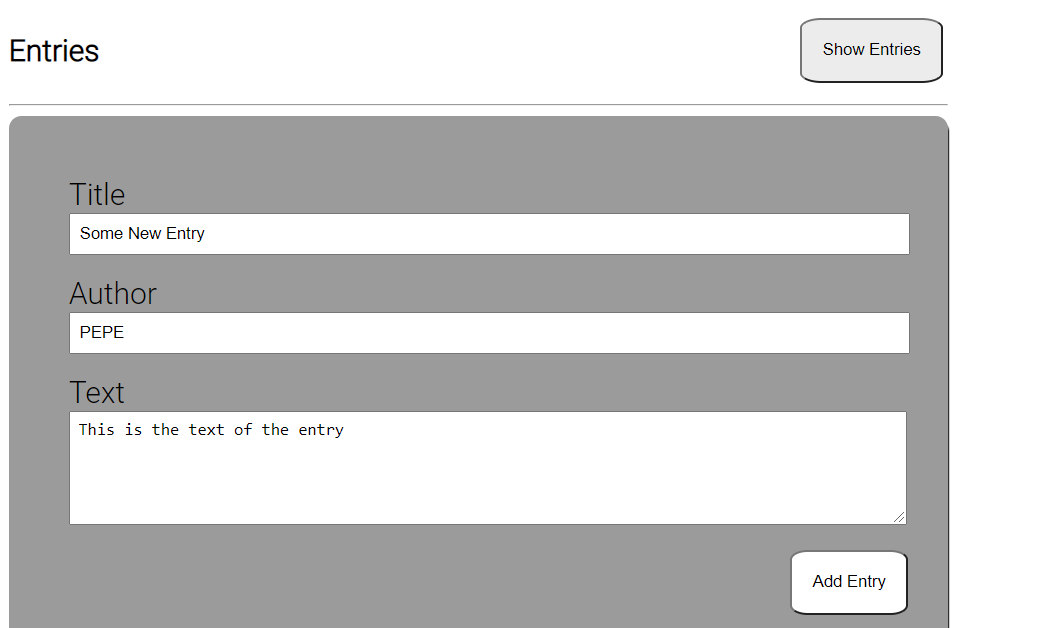 Entries
Show Entries
Title
Some New Entry
Author
PEPE
Text
This is the text of the entry
Add Entry